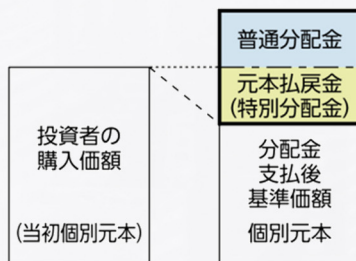 普通分配金
元本払戻金
(特別分配金)
投資者の
購入価額
(当初個別元本)
分配金
支払後
基準価額
個別元本